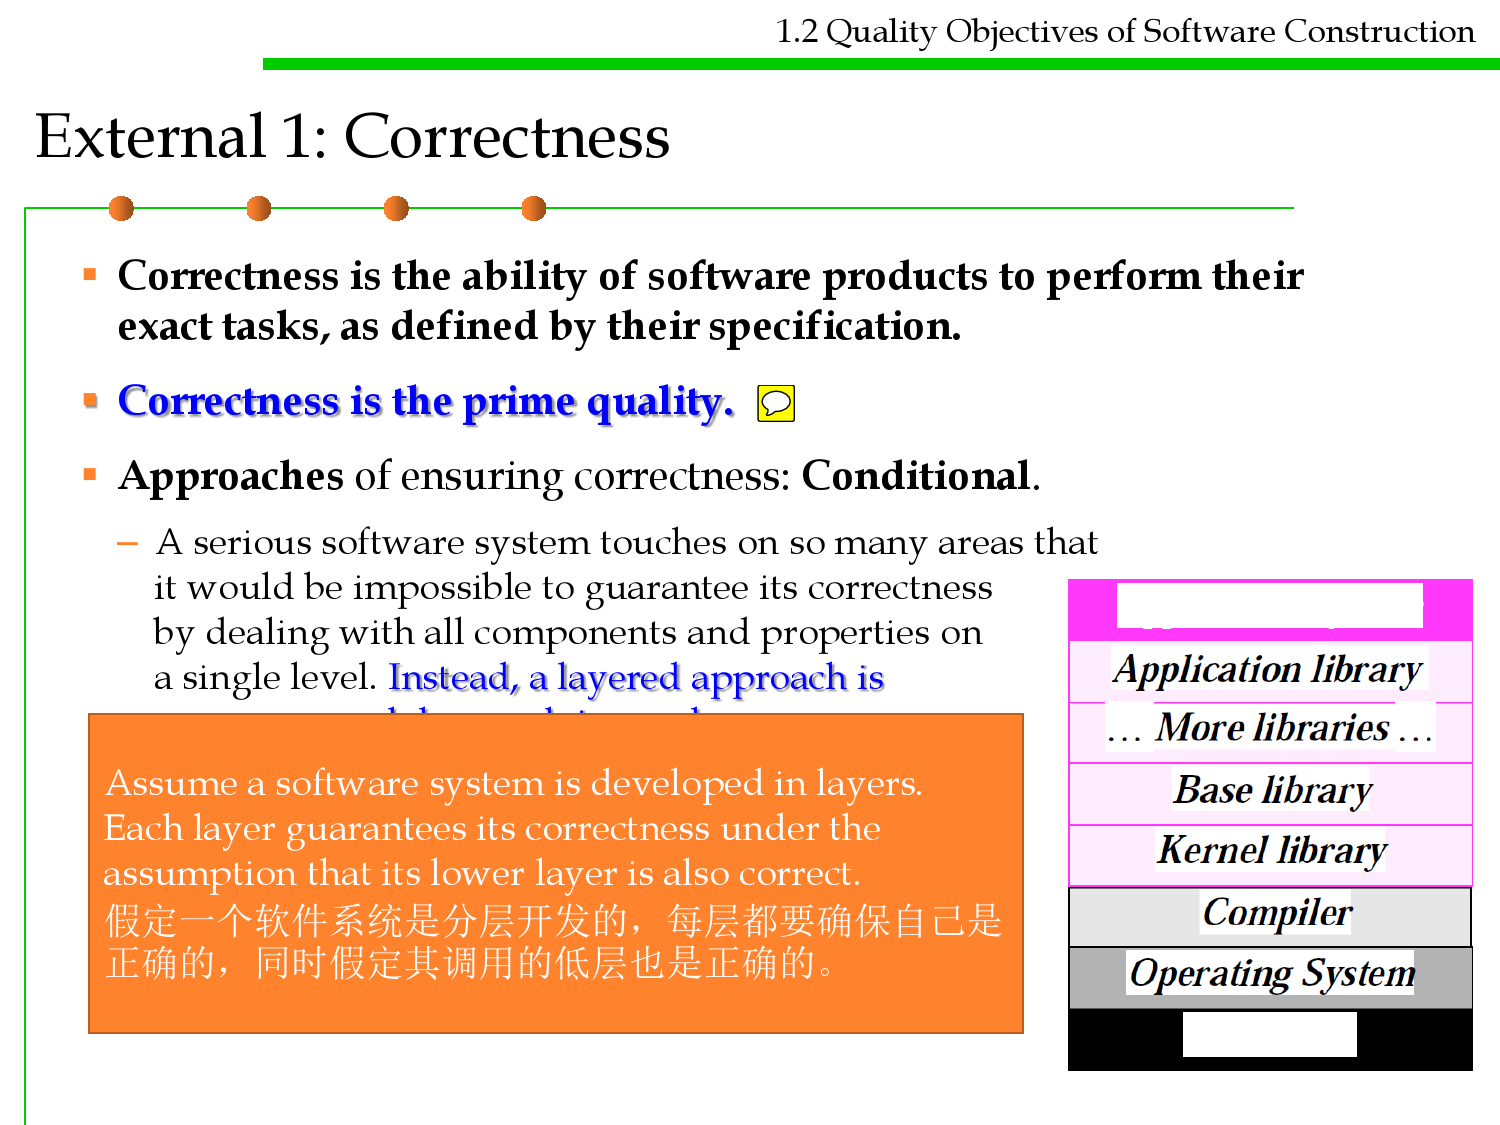 1.2 Quality Objectives of Software Construction
External 1: Correctness
Correctness is the ability of software products to perform their
exact tasks, as defined by their specification.
Correctness is the prime quality.
Approaches of ensuring correctness: Conditional.
– A serious software system touches on so many areas that
it would be impossible to guarantee its correctness
by dealing with all components and properties on
a single level. Instead, a layered approach is
Assume a software system is developed in layers.
Each layer guarantees its correctness under the
assumption that its lower layer is also correct.
假定一个软件系统是分层开发的，每层都要确保自己是
正确的，同时假定其调用的低层也是正确的。
Application library
… More libraries …
Base library
Kernel library
Compiler
Operating System